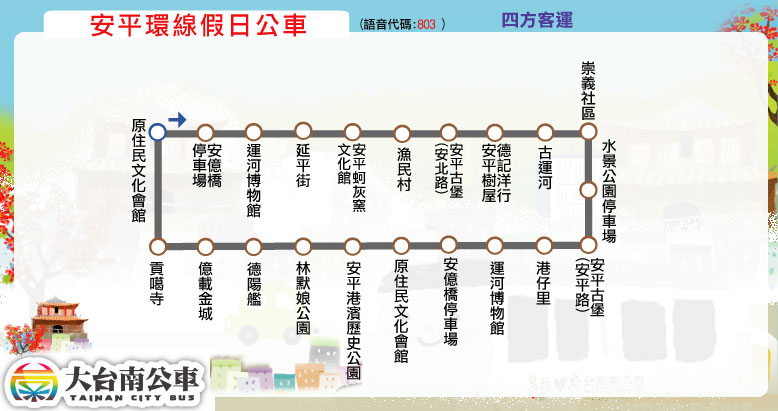 安平環線假日公車
（語音代碼:803 ）
四方客運
原住民文化會館
安億橋
停車場
運河博物館
延平街
安平蚵灰窯
文化館
漁民村
安平古堡
（安北路）
德記洋行
安平樹屋
古運河
崇義社區
水景公園停車場
安平古堡
（安平路）
港仔里
運河博物館
安億橋停車場
原住民文化會館
安平港濱歷史公園
林默娘公園
德陽艦
億載金城
貢噶寺
大台南公車
TAINAN CITY BUS